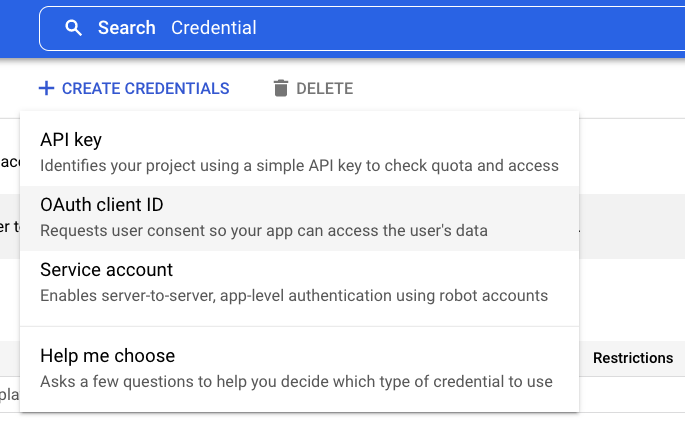 Search Credential
CREATE CREDENTIALS DELETE
API key
Identifies your project using a simple API key to check quota and access
OAuth client ID
Requests user consent so your app can access the user's data
Service account
Enables server-to-server, app-level authentication using robot accounts
Help me choose
Asks a few questions to help you decide which type of credential to use
Restrictions